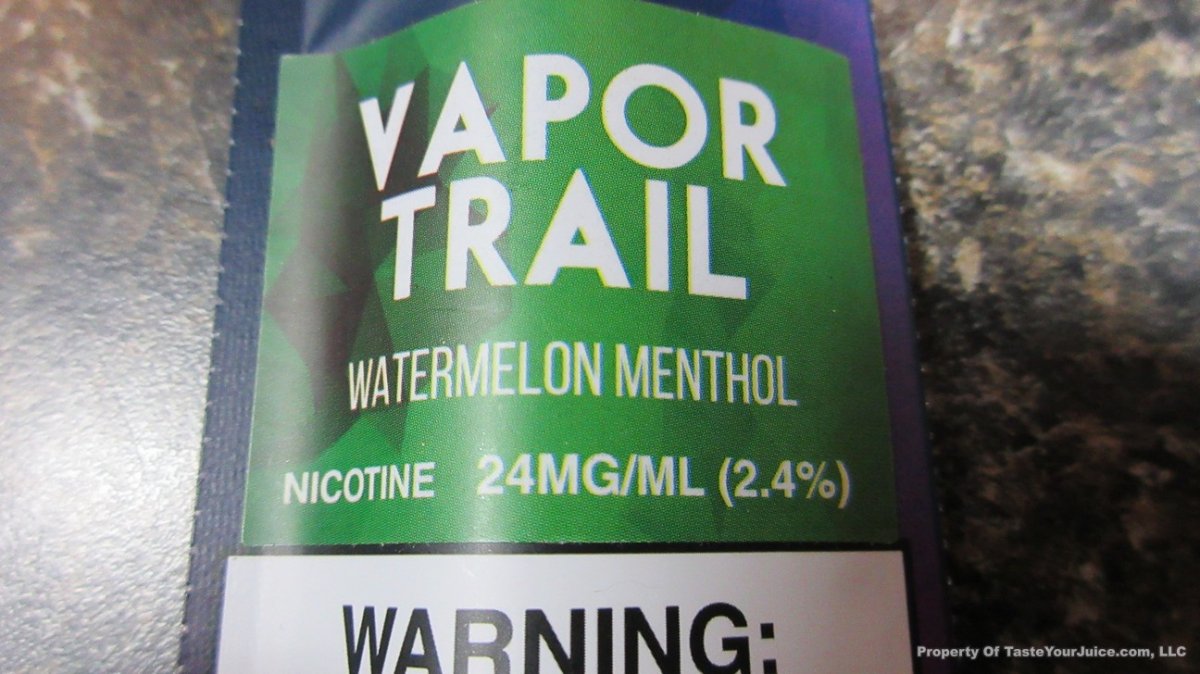 VAPOR
TRAIL
WATERMELON MENTHOL
NICOTINE 24MG/ML (2.4%)
WARNING:
Property Of TasteYourJuice.com, LLC